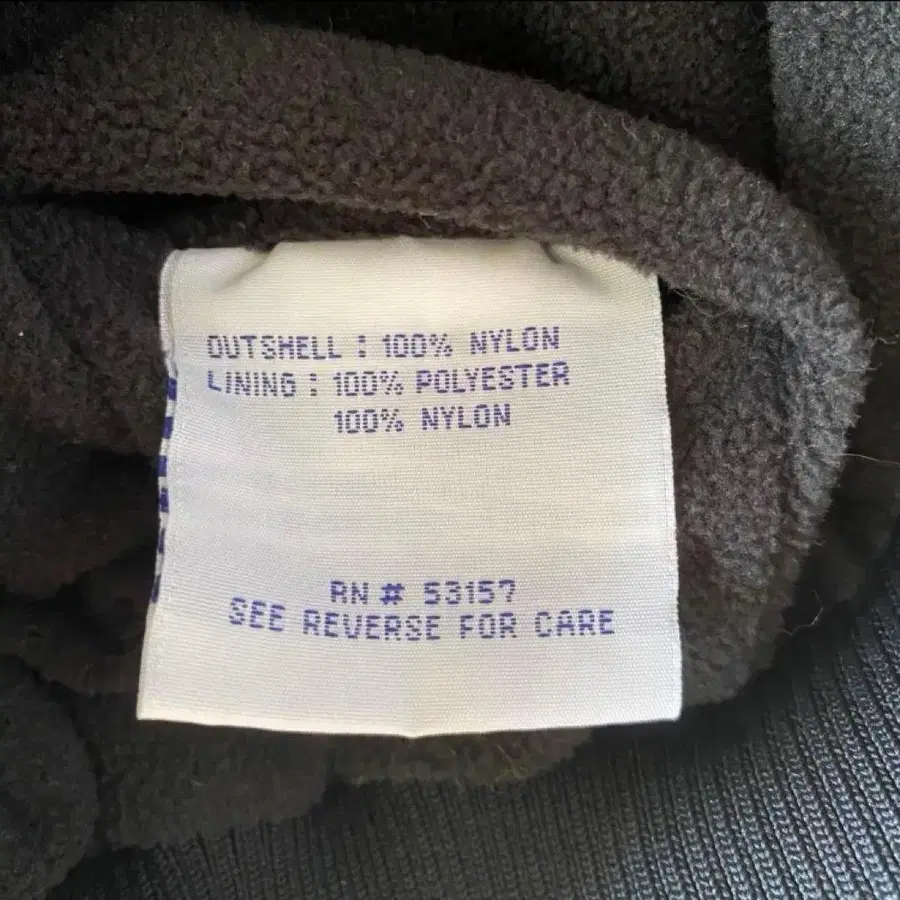 OUTSHELL : 100% NYLON
LINING : 100% POLYESTER
100% NYLON
RN # 53157
SEE REVERSE FOR CARE